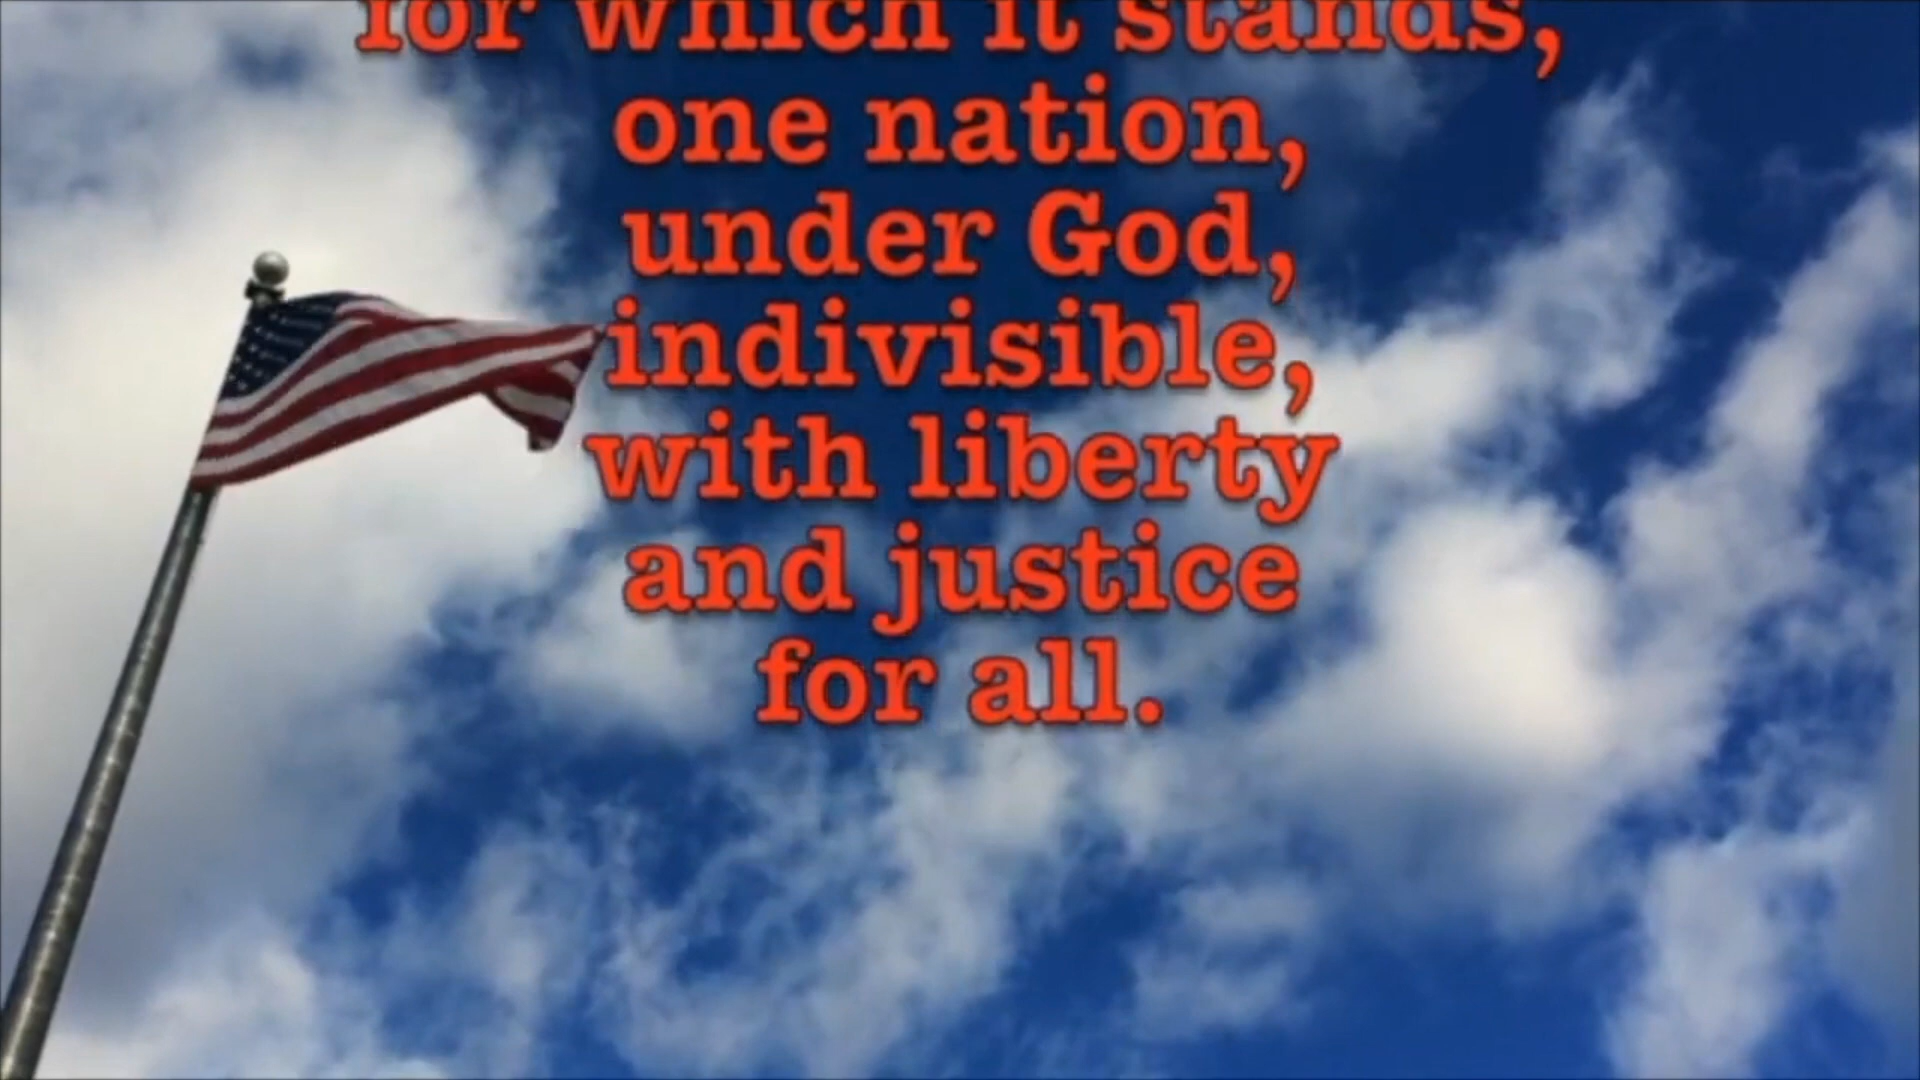 for which it stands,
one nation,
under God,
indivisible,
with liberty
and justice
for all.